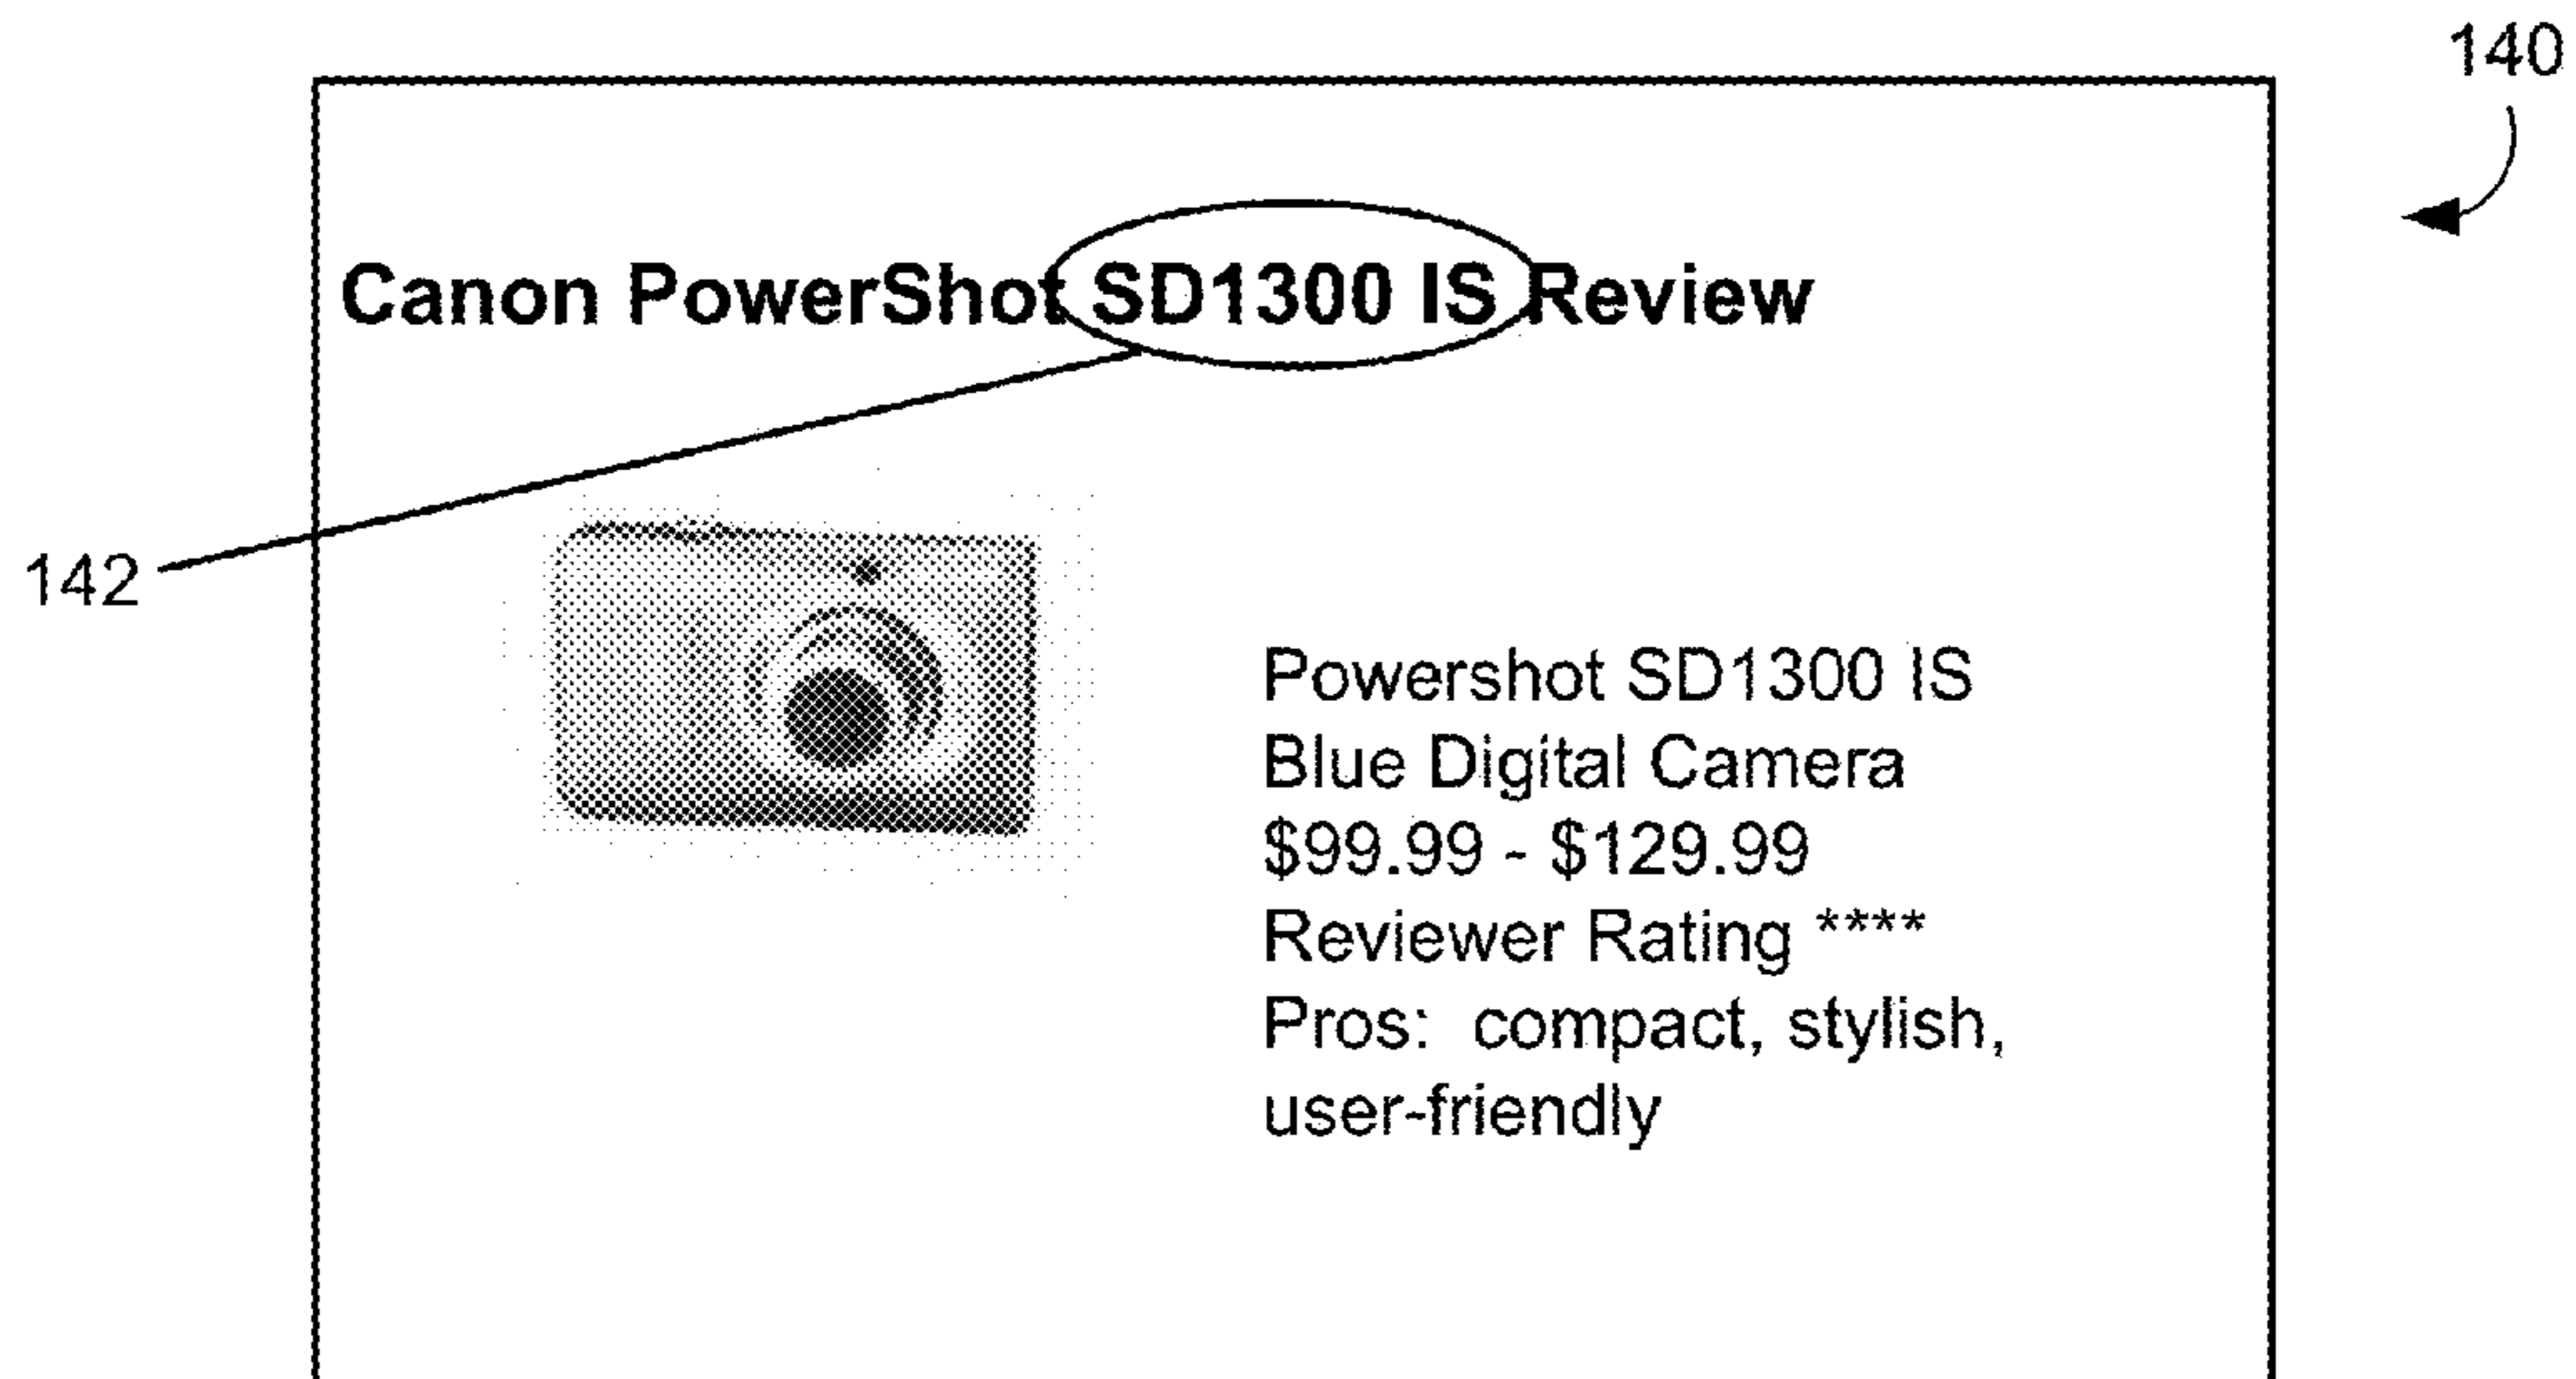 140
Canon PowerShot SD1300 IS Review
142
Powershot SD1300 IS
Blue Digital Camera
$99.99 - $129.99
Reviewer Rating ****
Pros:  compact, stylish,
user-friendly